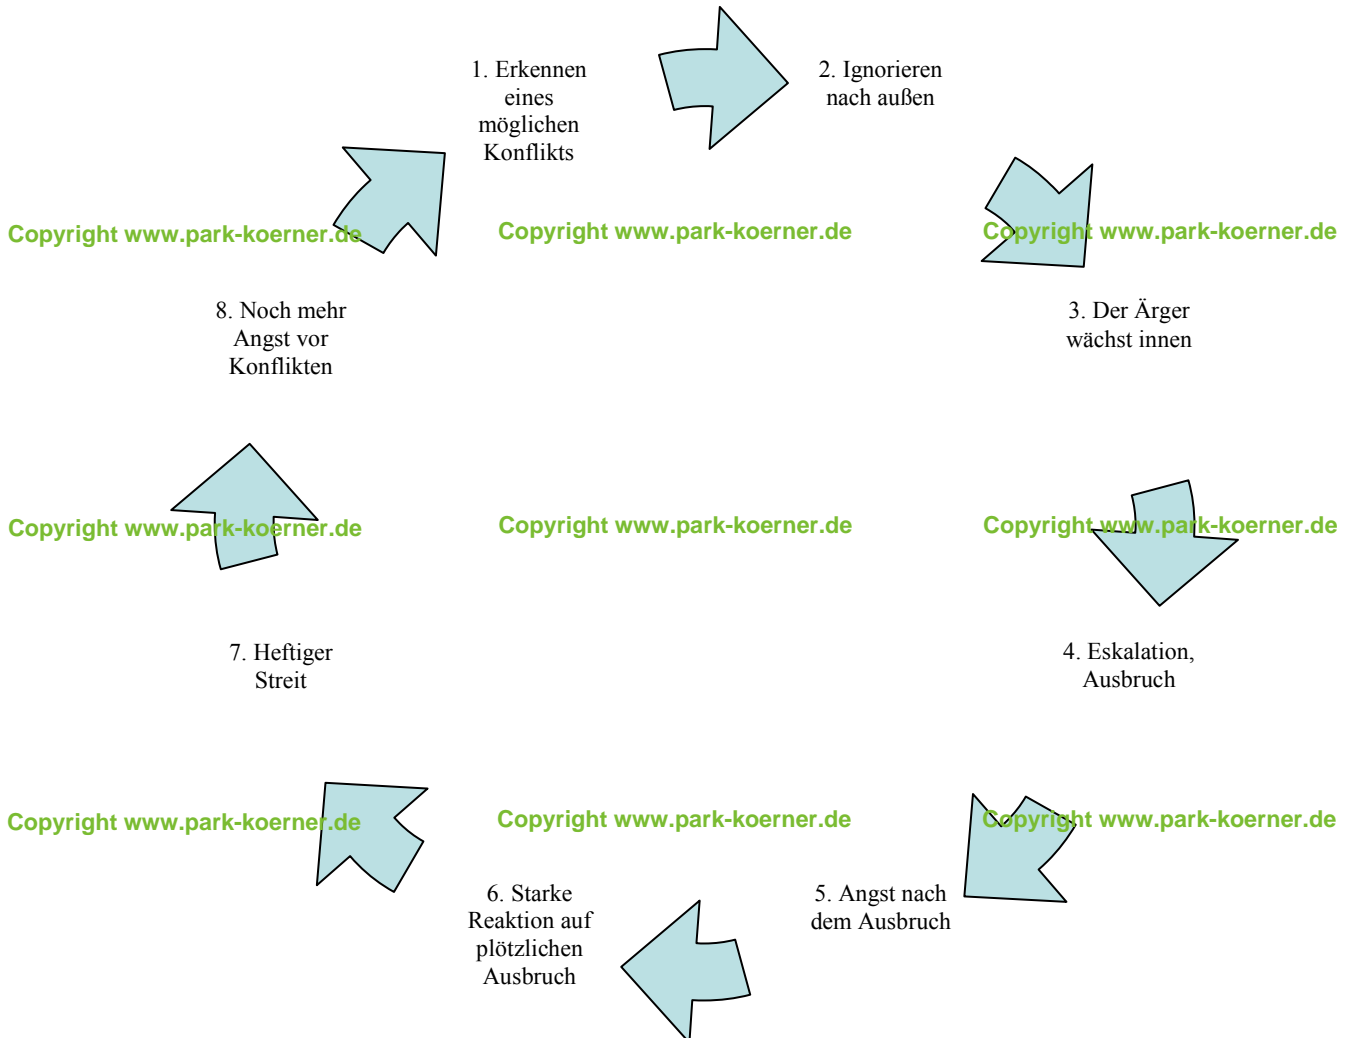 1. Erkennen
eines
möglichen
Konflikts
2. Ignorieren
nach außen
Copyright www.park-koerner.de
Copyright www.park-koerner.de
Copyright www.park-koerner.de
3. Der Ärger
wächst innen
8. Noch mehr
Angst vor
Konflikten
Copyright www.park-koerner.de
Copyright www.park-koerner.de
Copyright www.park-koerner.de
4. Eskalation,
Ausbruch
7. Heftiger
Streit
Copyright www.park-koerner.de
Copyright www.park-koerner.de
Copyright www.park-koerner.de
5. Angst nach
dem Ausbruch
6. Starke
Reaktion auf
plötzlichen
Ausbruch